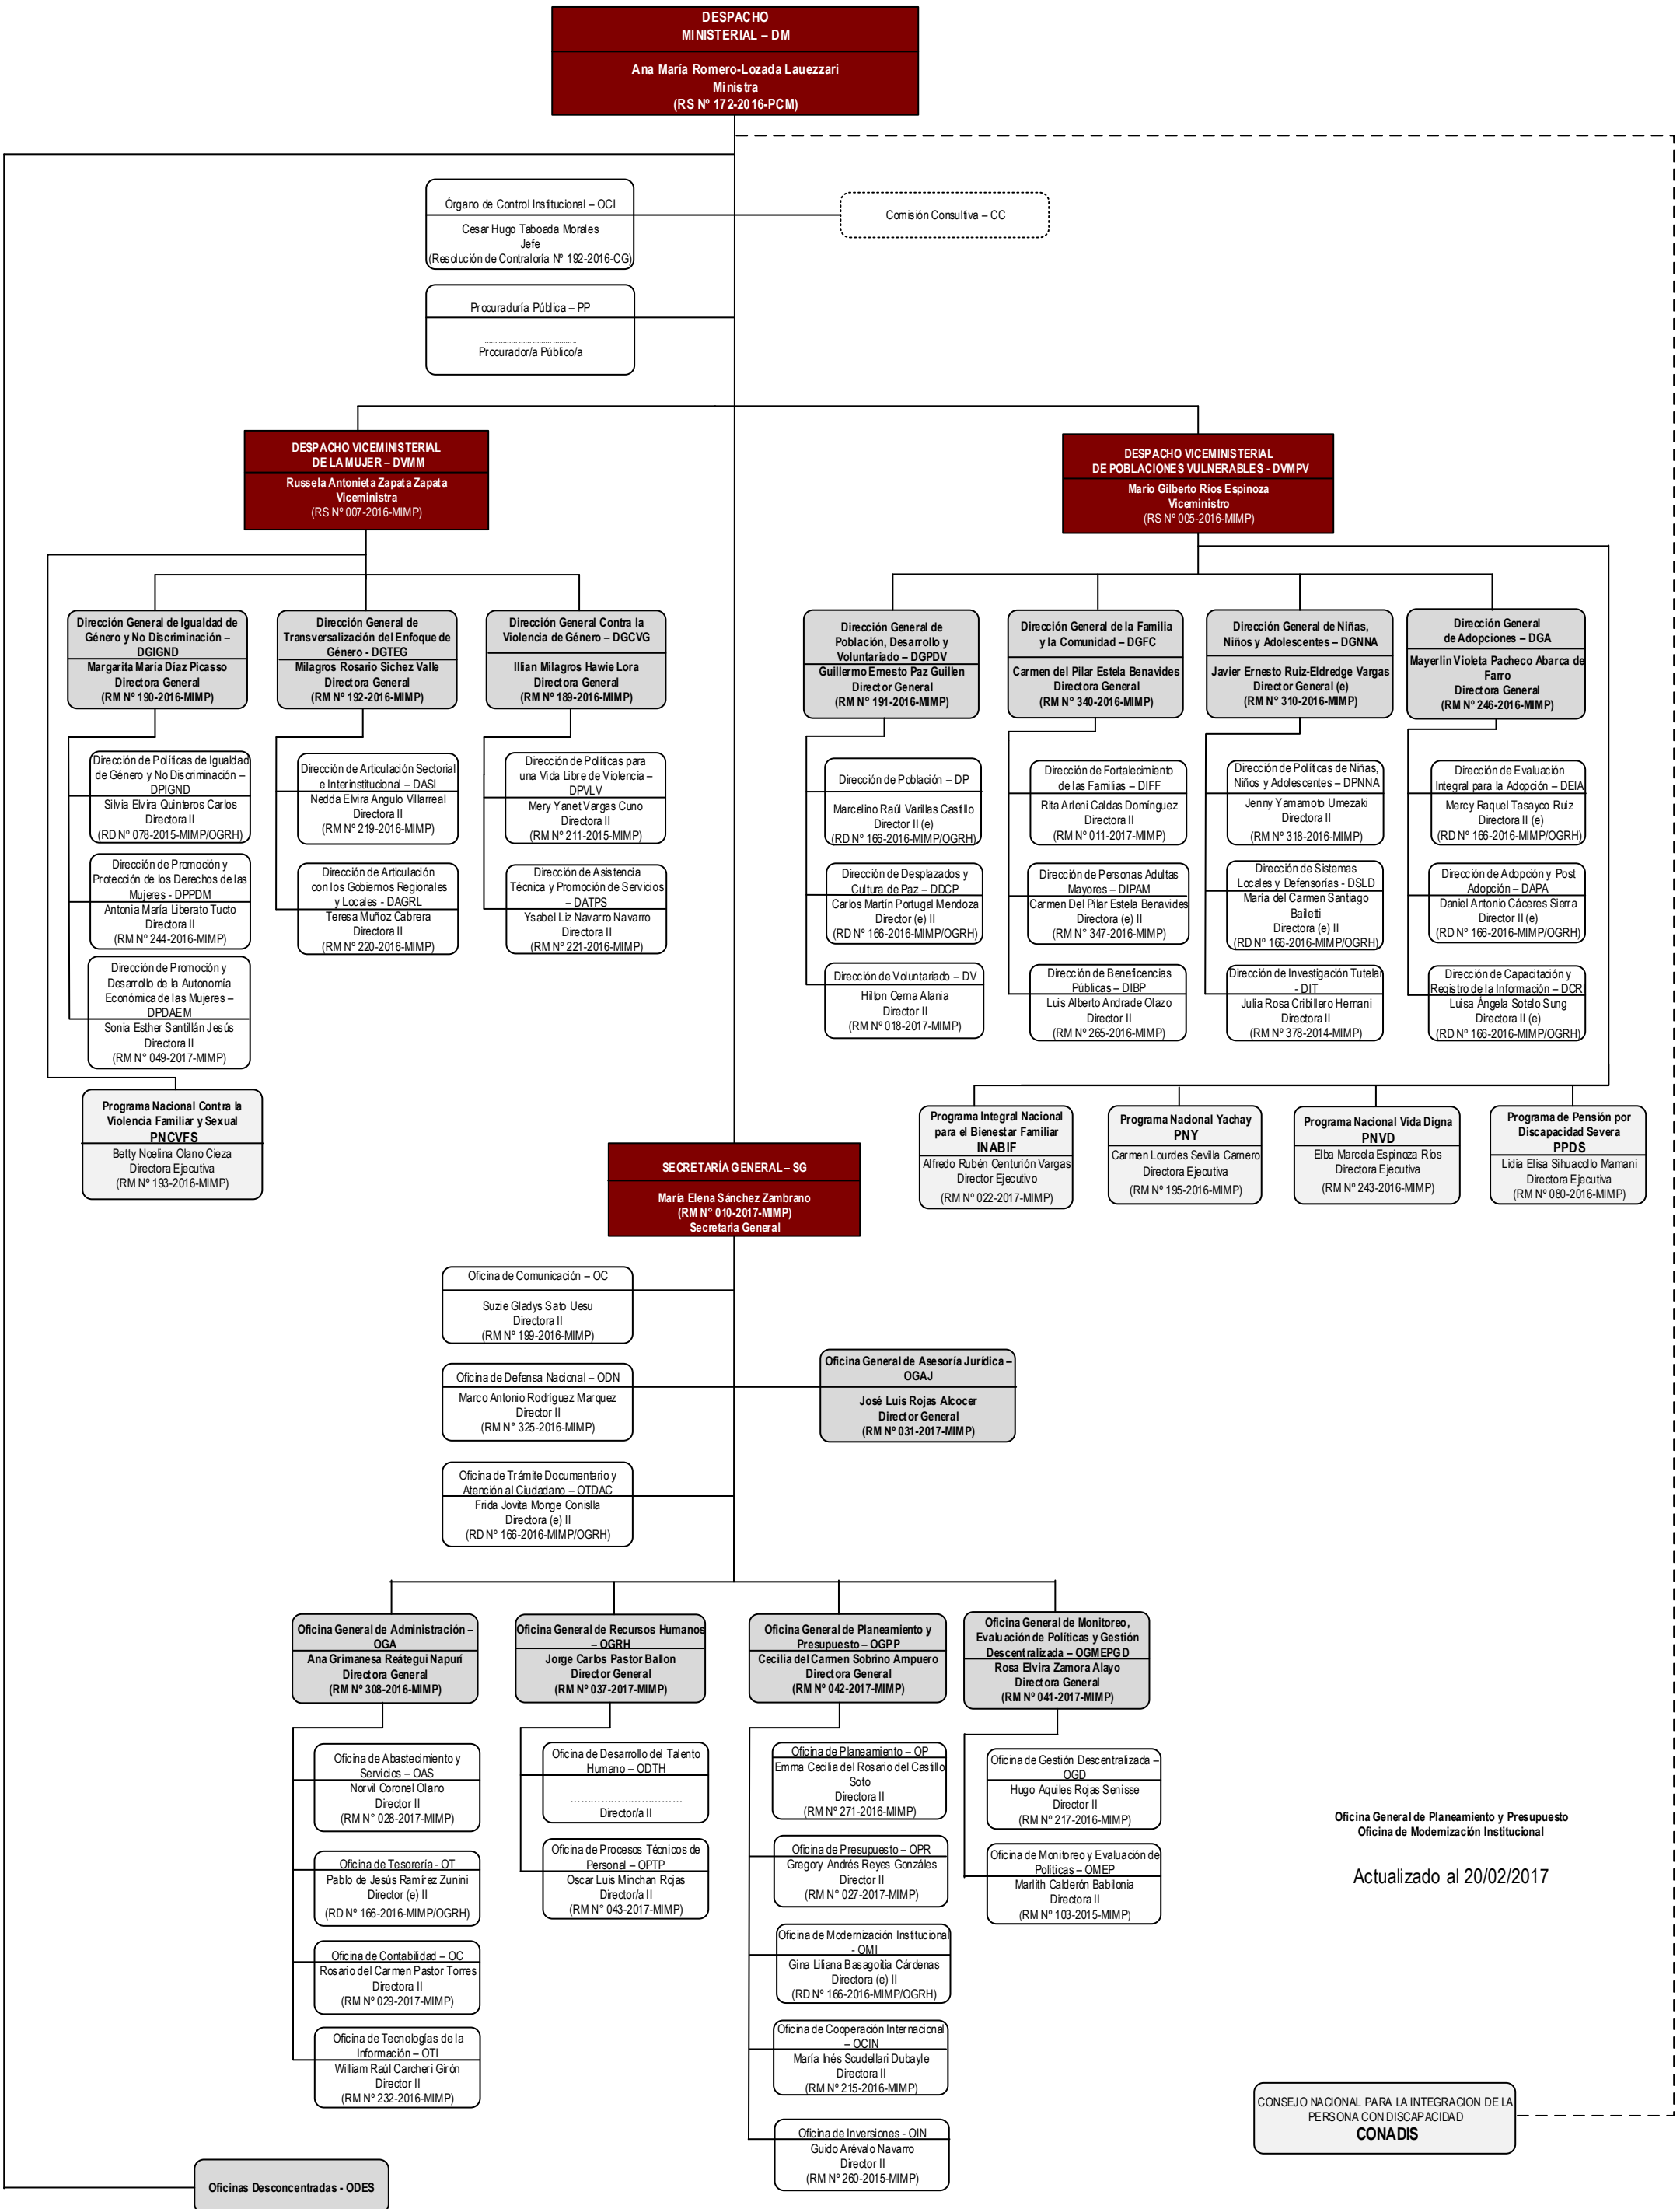 DESPACHO
MINISTERIAL – DM
Ana María Romero-Lozada Lauezzari
Ministra
(RS Nº 172-2016-PCM)
Órgano de Control Institucional – OCI
Cesar Hugo Taboada Morales
Jefe
(Resolución de Contraloría Nº 192-2016-CG)
Comisión Consultiva – CC
Procuraduría Pública – PP
........................................
Procurador/a Público/a
DESPACHO VICEMINISTERIAL
DE LA MUJER – DVMM
Russela Antonieta Zapata Zapata
Viceministra
(RS Nº 007-2016-MIMP)
DESPACHO VICEMINISTERIAL
DE POBLACIONES VULNERABLES - DVMPV
Mario Gilberto Ríos Espinoza
Viceministro
(RS Nº 005-2016-MIMP)
Dirección General de Igualdad de
Género y No Discriminación –
DGIGND
Margarita María Díaz Picasso
Directora General
(RM Nº 190-2016-MIMP)
Dirección General de
Transversalización del Enfoque de
Género - DGTEG
Milagros Rosario Sichez Valle
Directora General
(RM Nº 192-2016-MIMP)
Dirección General Contra la
Violencia de Género – DGCVG
Illian Milagros Hawie Lora
Directora General
(RM Nº 189-2016-MIMP)
Dirección General de
Población, Desarrollo y
Voluntariado – DGPDV
Guillermo Ernesto Paz Guillen
Director General
(RM Nº 191-2016-MIMP)
Dirección General de la Familia
y la Comunidad – DGFC
Carmen del Pilar Estela Benavides
Directora General
(RM Nº 340-2016-MIMP)
Dirección General de Niñas,
Niños y Adolescentes – DGNNA
Javier Ernesto Ruiz-Eldredge Vargas
Director General (e)
(RM Nº 310-2016-MIMP)
Dirección General
de Adopciones – DGA
Mayerlin Violeta Pacheco Abarca de
Farro
Directora General
(RM Nº 246-2016-MIMP)
Dirección de Políticas de Igualdad
de Género y No Discriminación –
DPIGND
Silvia Elvira Quinteros Carlos
Directora II
(RD Nº 078-2015-MIMP/OGRH)
Dirección de Articulación Sectorial
e Interinstitucional – DASI
Nedda Elvira Angulo Villarreal
Directora II
(RM Nº 219-2016-MIMP)
Dirección de Políticas para
una Vida Libre de Violencia –
DPVLV
Mery Yanet Vargas Cuno
Directora II
(RM Nº 211-2015-MIMP)
Dirección de Población – DP
Marcelino Raúl Varillas Castillo
Director II (e)
(RD Nº 166-2016-MIMP/OGRH)
Dirección de Fortalecimiento
de las Familias – DIFF
Rita Arleni Caldas Domínguez
Directora II
(RM Nº 011-2017-MIMP)
Dirección de Políticas de Niñas,
Niños y Adolescentes – DPNNA
Jenny Yamamoto Umezaki
Directora II
(RM Nº 318-2016-MIMP)
Dirección de Evaluación
Integral para la Adopción – DEIA
Mercy Raquel Tasayco Ruiz
Directora II (e)
(RD Nº 166-2016-MIMP/OGRH)
Dirección de Promoción y
Protección de los Derechos de las
Mujeres - DPPDM
Antonia María Liberato Tucto
Directora II
(RM Nº 244-2016-MIMP)
Dirección de Articulación
con los Gobiernos Regionales
y Locales - DAGRL
Teresa Muñoz Cabrera
Directora II
(RM Nº 220-2016-MIMP)
Dirección de Asistencia
Técnica y Promoción de Servicios
– DATPS
Ysabel Liz Navarro Navarro
Directora II
(RM Nº 221-2016-MIMP)
Dirección de Desplazados y
Cultura de Paz – DDCP
Carlos Martín Portugal Mendoza
Director (e) II
(RD Nº 166-2016-MIMP/OGRH)
Dirección de Personas Adultas
Mayores – DIPAM
Carmen Del Pilar Estela Benavides
Directora (e) II
(RM Nº 347-2016-MIMP)
Dirección de Sistemas
Locales y Defensorías - DSLD
María del Carmen Santiago
Bailetti
Directora (e) II
(RD Nº 166-2016-MIMP/OGRH)
Dirección de Adopción y Post
Adopción – DAPA
Daniel Antonio Cáceres Sierra
Director II (e)
(RD Nº 166-2016-MIMP/OGRH)
Dirección de Promoción y
Desarrollo de la Autonomía
Económica de las Mujeres –
DPDAEM
Sonia Esther Santillán Jesús
Directora II
(RM N° 049-2017-MIMP)
Dirección de Voluntariado – DV
Hilton Cerna Alania
Director II
(RM Nº 018-2017-MIMP)
Dirección de Beneficencias
Públicas – DIBP
Luis Alberto Andrade Olazo
Director II
(RM Nº 265-2016-MIMP)
Dirección de Investigación Tutelar
- DIT
Julia Rosa Cribillero Hernani
Directora II
(RM Nº 378-2014-MIMP)
Dirección de Capacitación y
Registro de la Información – DCRI
Luisa Ángela Sotelo Sung
Directora II (e)
(RD Nº 166-2016-MIMP/OGRH)
Programa Nacional Contra la
Violencia Familiar y Sexual
PNCVFS
Betty Noelina Olano Cieza
Directora Ejecutiva
(RM Nº 193-2016-MIMP)
Programa Integral Nacional
para el Bienestar Familiar
INABIF
Alfredo Rubén Centurión Vargas
Director Ejecutivo
(RM Nº 022-2017-MIMP)
Programa Nacional Yachay
PNY
Carmen Lourdes Sevilla Carnero
Directora Ejecutiva
(RM Nº 195-2016-MIMP)
Programa Nacional Vida Digna
PNVD
Elba Marcela Espinoza Ríos
Directora Ejecutiva
(RM Nº 243-2016-MIMP)
Programa de Pensión por
Discapacidad Severa
PPDS
Lidia Elisa Sihuacollo Mamani
Directora Ejecutiva
(RM Nº 080-2016-MIMP)
SECRETARÍA GENERAL – SG
María Elena Sánchez Zambrano
(RM N° 010-2017-MIMP)
Secretaria General
Oficina de Comunicación – OC
Suzie Gladys Sato Uesu
Directora II
(RM Nº 199-2016-MIMP)
Oficina de Defensa Nacional – ODN
Marco Antonio Rodríguez Marquez
Director II
(RM N° 325-2016-MIMP)
Oficina General de Asesoría Jurídica –
OGAJ
José Luis Rojas Alcocer
Director General
(RM Nº 031-2017-MIMP)
Oficina de Trámite Documentario y
Atención al Ciudadano – OTDAC
Frida Jovita Monge Conislla
Directora (e) II
(RD Nº 166-2016-MIMP/OGRH)
Oficina General de Administración –
OGA
Ana Grimanesa Reátegui Napurí
Directora General
(RM Nº 308-2016-MIMP)
Oficina General de Recursos Humanos
– OGRH
Jorge Carlos Pastor Ballon
Director General
(RM Nº 037-2017-MIMP)
Oficina General de Planeamiento y
Presupuesto – OGPP
Cecilia del Carmen Sobrino Ampuero
Directora General
(RM Nº 042-2017-MIMP)
Oficina General de Monitoreo,
Evaluación de Políticas y Gestión
Descentralizada – OGMEPGD
Rosa Elvira Zamora Alayo
Directora General
(RM Nº 041-2017-MIMP)
Oficina de Abastecimiento y
Servicios – OAS
Norvil Coronel Olano
Director II
(RM N° 028-2017-MIMP)
Oficina de Desarrollo del Talento
Humano – ODTH
........................................
Director/a II
Oficina de Planeamiento – OP
Emma Cecilia del Rosario del Castillo
Soto
Directora II
(RM Nº 271-2016-MIMP)
Oficina de Gestión Descentralizada –
OGD
Hugo Aquiles Rojas Senisse
Director II
(RM Nº 217-2016-MIMP)
Oficina de Tesorería - OT
Pablo de Jesús Ramírez Zunini
Director (e) II
(RD Nº 166-2016-MIMP/OGRH)
Oficina de Procesos Técnicos de
Personal – OPTP
Oscar Luis Minchan Rojas
Director/a II
(RM N° 043-2017-MIMP)
Oficina de Presupuesto – OPR
Gregory Andrés Reyes Gonzáles
Director II
(RM Nº 027-2017-MIMP)
Oficina de Monitoreo y Evaluación de
Políticas – OMEP
Marlith Calderón Babilonia
Directora II
(RM Nº 103-2015-MIMP)
Oficina de Contabilidad – OC
Rosario del Carmen Pastor Torres
Directora II
(RM Nº 029-2017-MIMP)
Oficina de Modernización Institucional
- OMI
Gina Liliana Basagoitia Cárdenas
Directora (e) II
(RD Nº 166-2016-MIMP/OGRH)
Oficina de Tecnologías de la
Información – OTI
William Raúl Carcheri Girón
Director II
(RM Nº 232-2016-MIMP)
Oficina de Cooperación Internacional
– OCIN
María Inés Scudellari Dubayle
Directora II
(RM Nº 215-2016-MIMP)
Oficina de Inversiones - OIN
Guido Arévalo Navarro
Director II
(RM Nº 260-2015-MIMP)
Oficina General de Planeamiento y Presupuesto
Oficina de Modernización Institucional
Actualizado al 20/02/2017
CONSEJO NACIONAL PARA LA INTEGRACION DE LA
PERSONA CON DISCAPACIDAD
CONADIS
Oficinas Desconcentradas - ODES